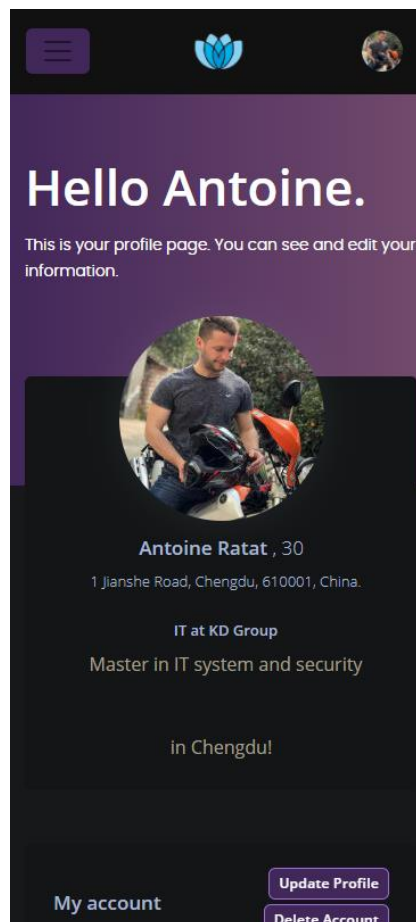 Hello Antoine.
This is your profile page. You can see and edit your
information.
Antoine Ratat , 30
1 Jianshe Road, Chengdu, 610001, China.
IT at KD Group
Master in IT system and security
in Chengdu!
Update Profile
My account
Delete Account